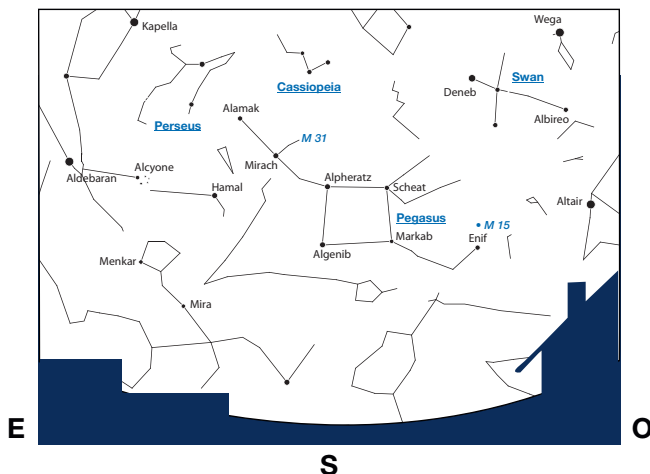 Kapella
Wega
Cassiopeia
Swan
Deneb
Alamak
Albireo
Perseus
M 31
Mirach
Alcyone
Aldebaran
Alpheratz
Hamal
Scheat
Altair
Pegasus
M 15
Markab
Enif
Algenib
Menkar
Mira
E
O
S